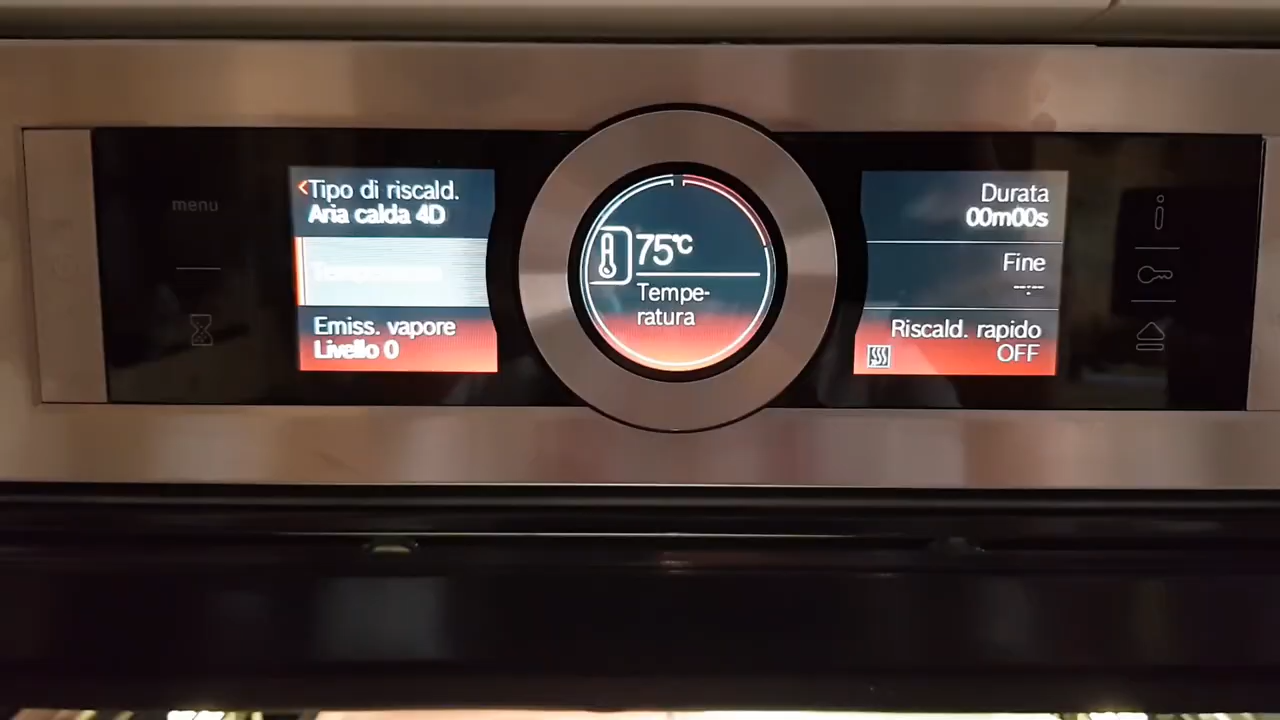 menu
<Tipo di riscald.
Aria calda 4D
Emiss. vapore
Livello 0
75°C
Tempe-
ratura
Durata
00m00s
Fine
--:--
Riscald. rapido
OFF